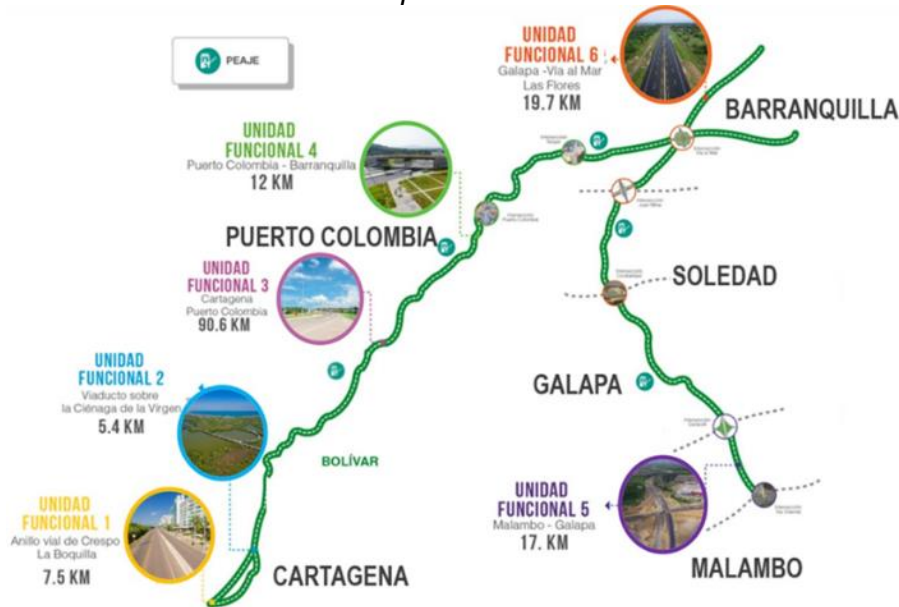 PEAJE
UNIDAD
FUNCIONAL 6
Galapa -Vía al Mar
Las Flores
19.7 KM
BARRANQUILLA
UNIDAD
FUNCIONAL 4
Puerto Colombia - Barranquilla
12 KM
PUERTO COLOMBIA
UNIDAD
FUNCIONAL 3
Cartagena
Puerto Colombia
90.6 KM
SOLEDAD
UNIDAD
FUNCIONAL 2
Viaducto sobre
la Ciénaga de la Virgen
5.4 KM
GALAPA
BOLÍVAR
UNIDAD
FUNCIONAL 1
Anillo vial de Crespo
La Boquilla
7.5 KM
CARTAGENA
UNIDAD
FUNCIONAL 5
Malambo - Galapa
17. KM
MALAMBO
Intersección
Puerto Colombia